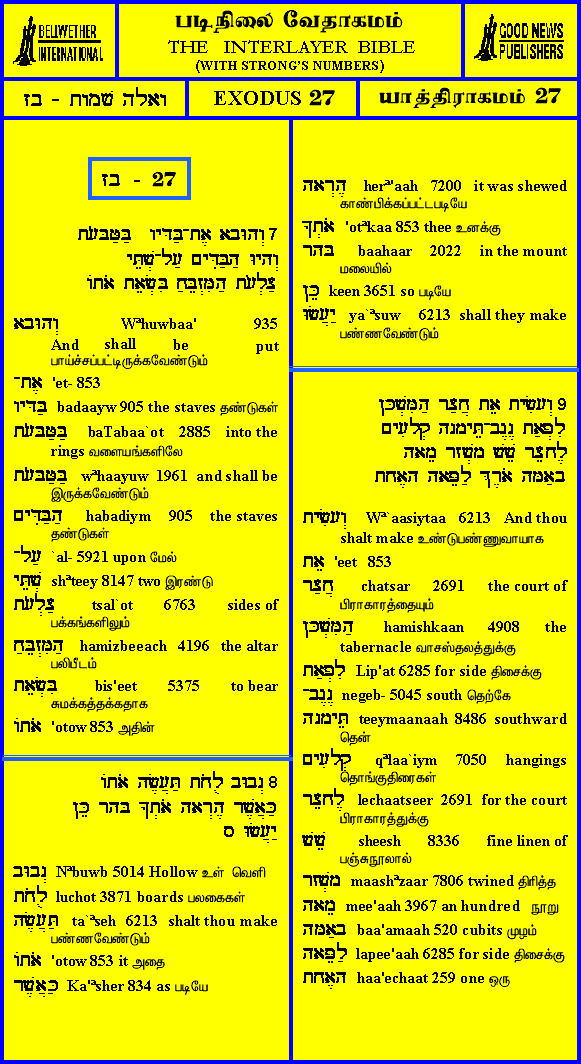 BELLWETHER
INTERNATIONAL
படிநிலை வேதாகமம்
THE INTERLAYER BIBLE
(WITH STRONG'S NUMBERS)
GOOD NEWS
PUBLISHERS
ואלה שמות - בז
EXODUS 27
யாத்திராகமம் 27
בז - 27
7 וְהוּבָא אֶת־בַּדָּיו בַּטַּבָּעֹת
וְהָיוּ הַבַּדִּים עַל־שְׁתֵּי
צַלְעֹת הַמִּזְבֵּחַ בִּשְׂאֵת אֹתוֹ
וְהוּבָא Wᵊhuwbaa' 935
And shall be put
பாய்ச்சப்பட்டிருக்கவேண்டும்
אֶת־ 'et- 853
בַּדָּיו badaayw 905 the staves தண்டுகள்
בַּטַּבָּעֹת baTabaa`ot 2885 into the
rings வளையங்களிலே
בַּטַּבָּעֹת wᵊhaayuw 1961 and shall be
இருக்கவேண்டும்
הַבַּדִּים habadiym 905 the staves
தண்டுகள்
עַל־ `al- 5921 upon மேல்
שְׁתֵּי shᵊteey 8147 two இரண்டு
צַלְעֹת tsal`ot 6763 sides of
பக்கங்களிலும்
הַמִּזְבֵּחַ hamizbeeach 4196 the altar
பலிபீடம்
בִּשְׂאֵת bis'eet 5375 to bear
சுமக்கத்தக்கதாக
אֹתוֹ 'otow 853 அதின்
8 נְבוּב לֻחֹת תַּעֲשֶׂה אֹתוֹ
כַּאֲשֶׁר הֶרְאָה אֹתְךָ בָּהָר כֵּן
יַעֲשׂוּ ס
נְבוּב Nᵊbuwb 5014 Hollow உள் வெளி
לֻחֹת luchot 3871 boards பலகைகள்
תַּעֲשֶׂה ta`ᵃseh 6213 shalt thou make
பண்ணவேண்டும்
אֹתוֹ 'otow 853 it அதை
כַּאֲשֶׁר Ka'ᵃsher 834 as படியே
הֶרְאָה herᵊ'aah 7200 it was shewed
காண்பிக்கப்பட்டபடியே
אֹתְךָ 'otᵊkaa 853 thee உனக்கு
בָּהָר baahaar 2022 in the mount
மலையில்
כֵּן keen 3651 so படியே
יַעֲשׂוּ ya`ᵃsuw 6213 shall they make
பண்ணவேண்டும்
9 וְעָשִׂיתָ אֵת חֲצַר הַמִּשְׁכָּן
לִפְאַת נֶגֶב־תֵּימָנָה קְלָעִים
לֶחָצֵר שֵׁשׁ מָשְׁזָר מֵאָה
בָאַמָּה אֹרֶךְ לַפֵּאָה הָאֶחָת
וְעָשִׂיתָ Wᵊ`aasiytaa 6213 And thou
shalt make உண்டுபண்ணுவாயாக
אֵת 'eet 853
חֲצַר chatsar 2691 the court of
பிராகாரத்தையும்
הַמִּשְׁכָּן hamishkaan 4908 the
tabernacle வாசஸ்தலத்துக்கு
לִפְאַת Lip'at 6285 for side திசைக்கு
נֶגֶב־ negeb- 5045 south தெற்கே
תֵּימָנָה teeymaanaah 8486 southward
தென்
קְלָעִים qᵊlaa`iym 7050 hangings
தொங்குதிரைகள்
לֶחָצֵר lechaatseer 2691 for the court
பிராகாரத்துக்கு
שֵׁשׁ sheesh 8336 fine linen of
பஞ்சுநூலால்
מָשְׁזָר maashᵊzaar 7806 twined திரித்த
מֵאָה mee'aah 3967 an hundred நூறு
בָאַמָּה baa'amaah 520 cubits முழம்
לַפֵּאָה lapee'aah 6285 for side திசைக்கு
הָאֶחָת haa'echaat 259 one ஒரு